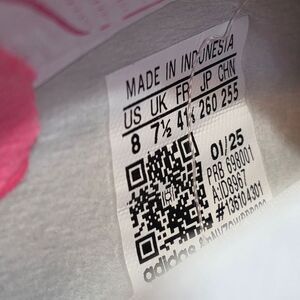 MADE IN INDONESIA
US UK FR JP CHN
8 7½ 41⅓ 260 255
01/25
PRB 698001
A:ID8967
#136104301
adidas